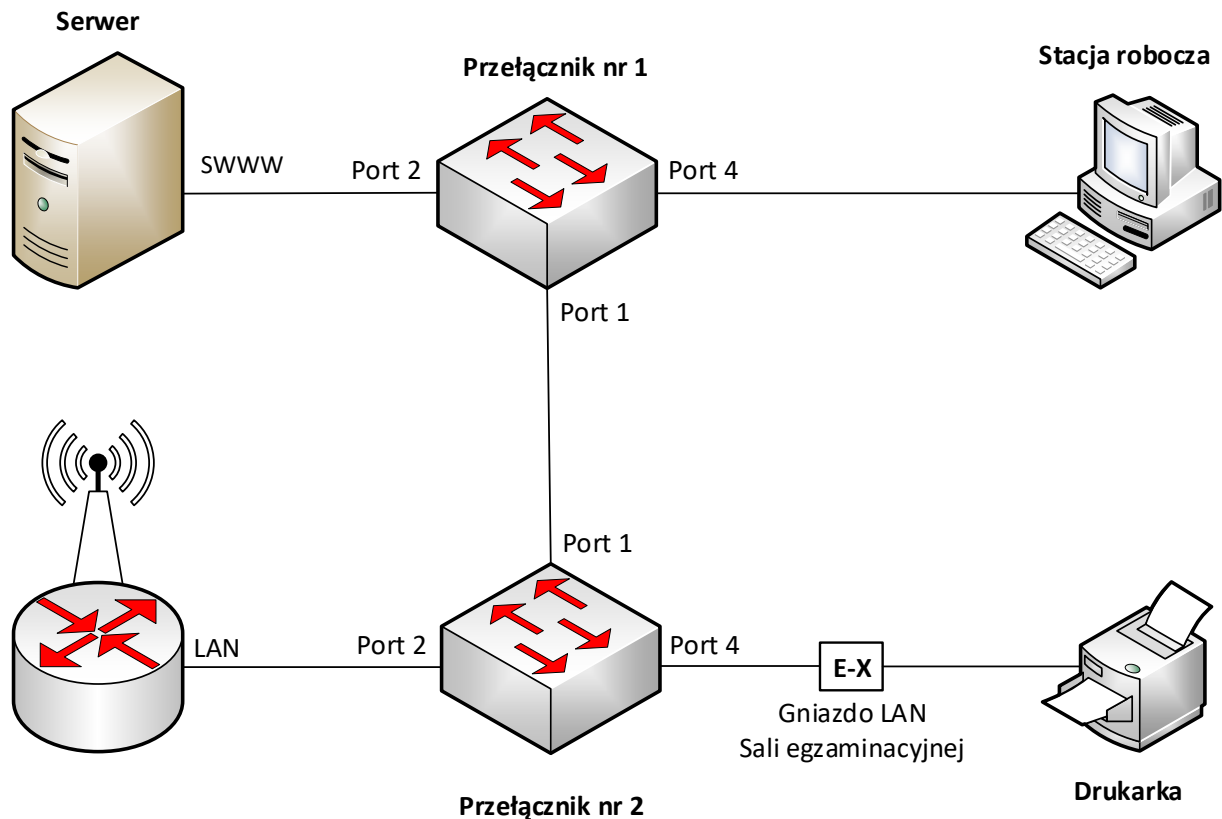 Serwer
Przełącznik nr 1
Stacja robocza
SWWW
Port 2
Port 4
Port 1
Port 1
LAN
Port 2
Port 4
E-X
Gniazdo LAN
Sali egzaminacyjnej
Przełącznik nr 2
Drukarka